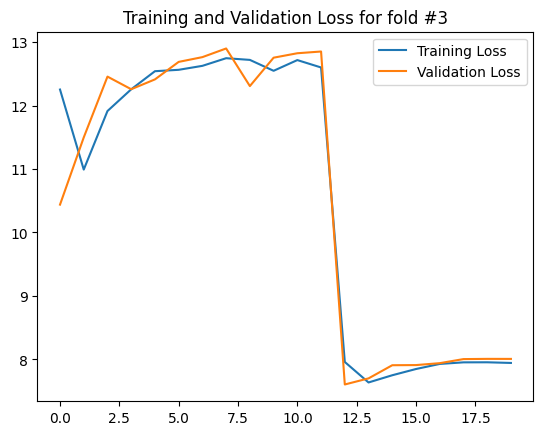 Training and Validation Loss for fold #3
Training Loss
Validation Loss
13
12
11
10
9
8
0.0 2.5 5.0 7.5 10.0 12.5 15.0 17.5